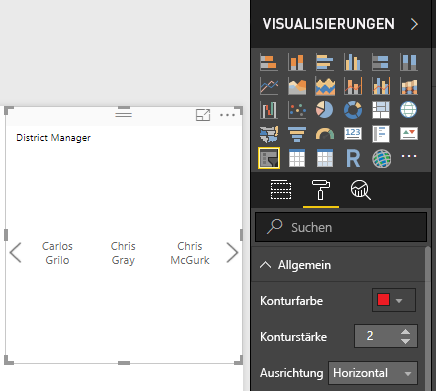 VISUALISIERUNGEN
District Manager
Carlos Grilo
Chris Gray
Chris McGurk
123
R
Suchen
Allgemein
Konturfarbe
Konturstärke 2
Ausrichtung Horizontal